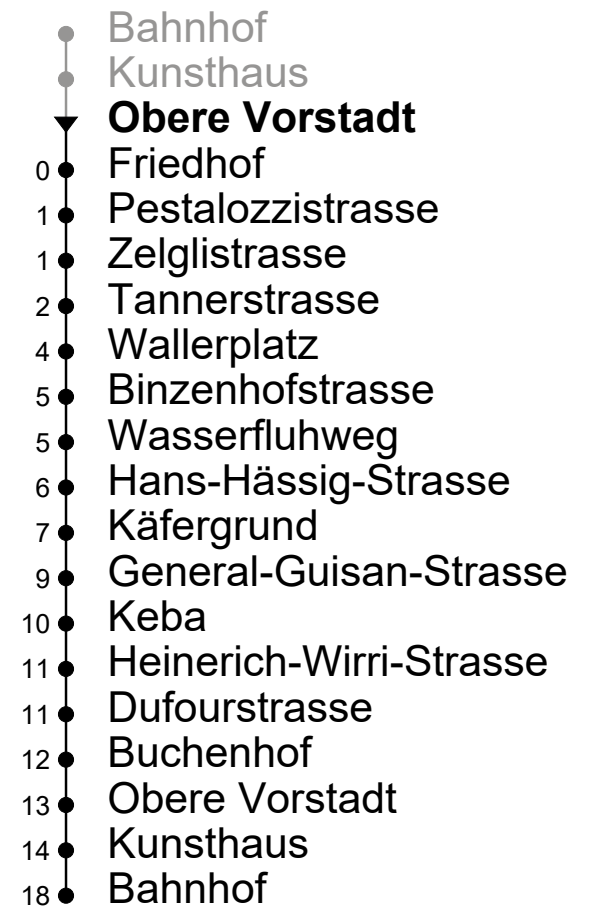 Bahnhof
Kunsthaus
Obere Vorstadt
0 Friedhof
1 Pestalozzistrasse
1 Zelglistrasse
2 Tannerstrasse
4 Wallerplatz
5 Binzenhofstrasse
5 Wasserfluhweg
6 Hans-Hässig-Strasse
7 Käfergrund
9 General-Guisan-Strasse
10 Keba
11 Heinerich-Wirri-Strasse
11 Dufourstrasse
12 Buchenhof
13 Obere Vorstadt
14 Kunsthaus
18 Bahnhof